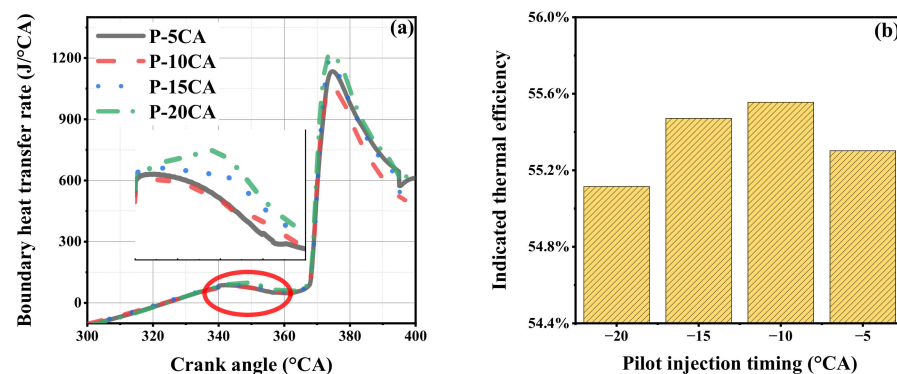 (a)
P-5CA
P-10CA
P-15CA
P-20CA
1200
900
600
300
0
300
320
340
360
380
400
Boundary heat transfer rate (J/°CA)
Crank angle (°CA)
(b)
56.0%
55.6%
55.2%
54.8%
54.4%
−20
−15
−10
−5
Indicated thermal efficiency
Pilot injection timing (°CA)